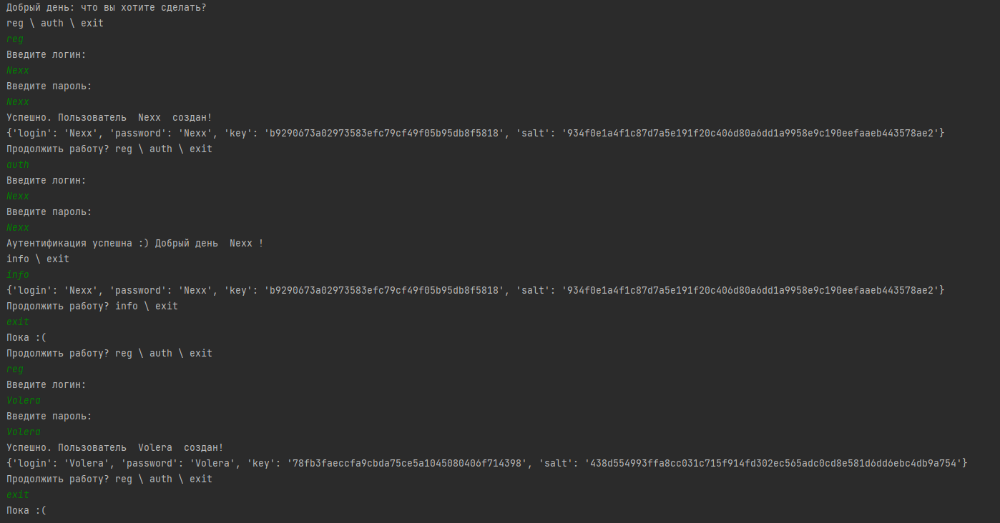 Добрый день: что вы хотите сделать?
reg \ auth \ exit
reg
Введите логин:
Nexx
Введите пароль:
Nexx
Успешно. Пользователь  Nexx  создан!
{'login': 'Nexx', 'password': 'Nexx', 'key': 'b9290673a02973583efc79cf49f05b95db8f5818', 'salt': '934f0e1a4f1c87d7a5e191f20c406d80a6dd1a9958e9c190eefaaeb443578ae2'}
Продолжить работу? reg \ auth \ exit
auth
Введите логин:
Nexx
Введите пароль:
Nexx
Аутентификация успешна :) Добрый день  Nexx !
info \ exit
info
{'login': 'Nexx', 'password': 'Nexx', 'key': 'b9290673a02973583efc79cf49f05b95db8f5818', 'salt': '934f0e1a4f1c87d7a5e191f20c406d80a6dd1a9958e9c190eefaaeb443578ae2'}
Продолжить работу? info \ exit
exit
Пока :(
Продолжить работу? reg \ auth \ exit
reg
Введите логин:
Volera
Введите пароль:
Volera
Успешно. Пользователь  Volera  создан!
{'login': 'Volera', 'password': 'Volera', 'key': '78fb3faeccfa9cbda75ce5a1045080406f714398', 'salt': '438d554993ffa8cc031c715f914fd302ec565adc0cd8e581d6dd6ebc4db9a754'}
Продолжить работу? reg \ auth \ exit
exit
Пока :(